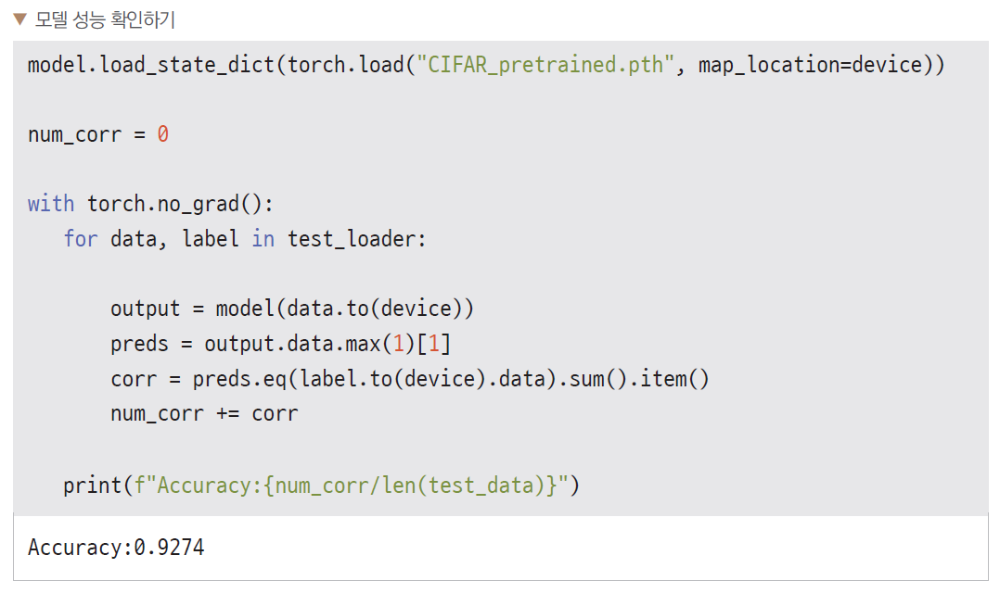 ▼ 모델 성능 확인하기
model.load_state_dict(torch.load("CIFAR_pretrained.pth", map_location=device))
num_corr = 0
with torch.no_grad():
for data, label in test_loader:
output = model(data.to(device))
preds = output.data.max(1)[1]
corr = preds.eq(label.to(device).data).sum().item()
num_corr += corr
print(f"Accuracy:{num_corr/len(test_data)}")
Accuracy:0.9274